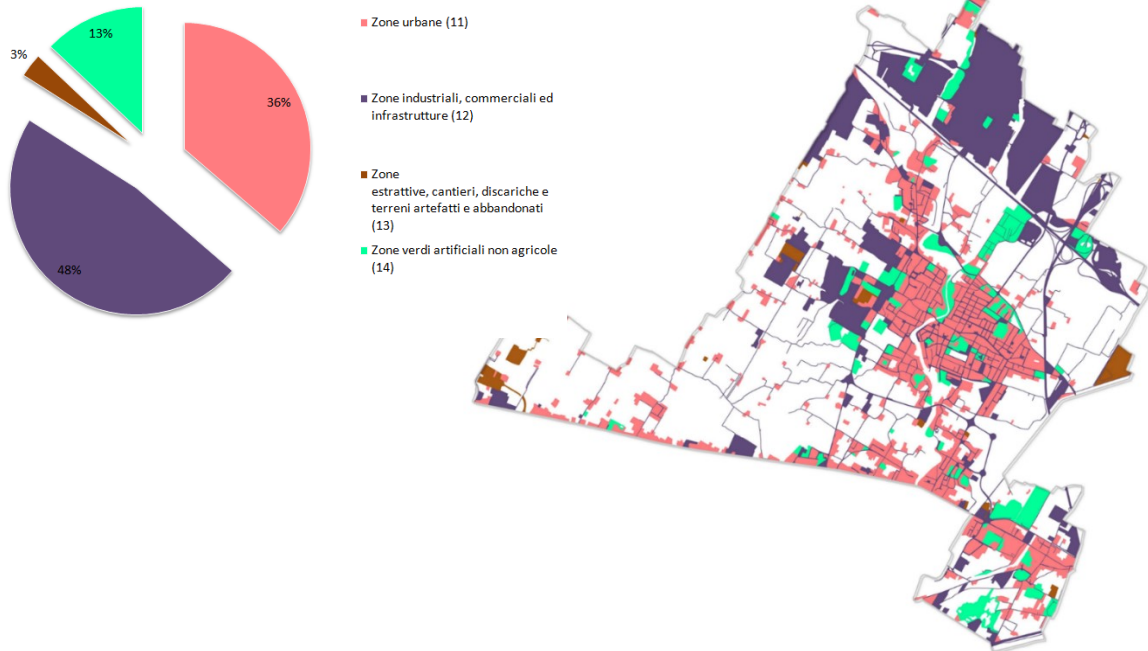 13%
3%
36%
48%
Zone urbane (11)
Zone industriali, commerciali ed
infrastrutture (12)
Zone
estrattive, cantieri, discariche e
terreni artefatti e abbandonati
(13)
Zone verdi artificiali non agricole
(14)